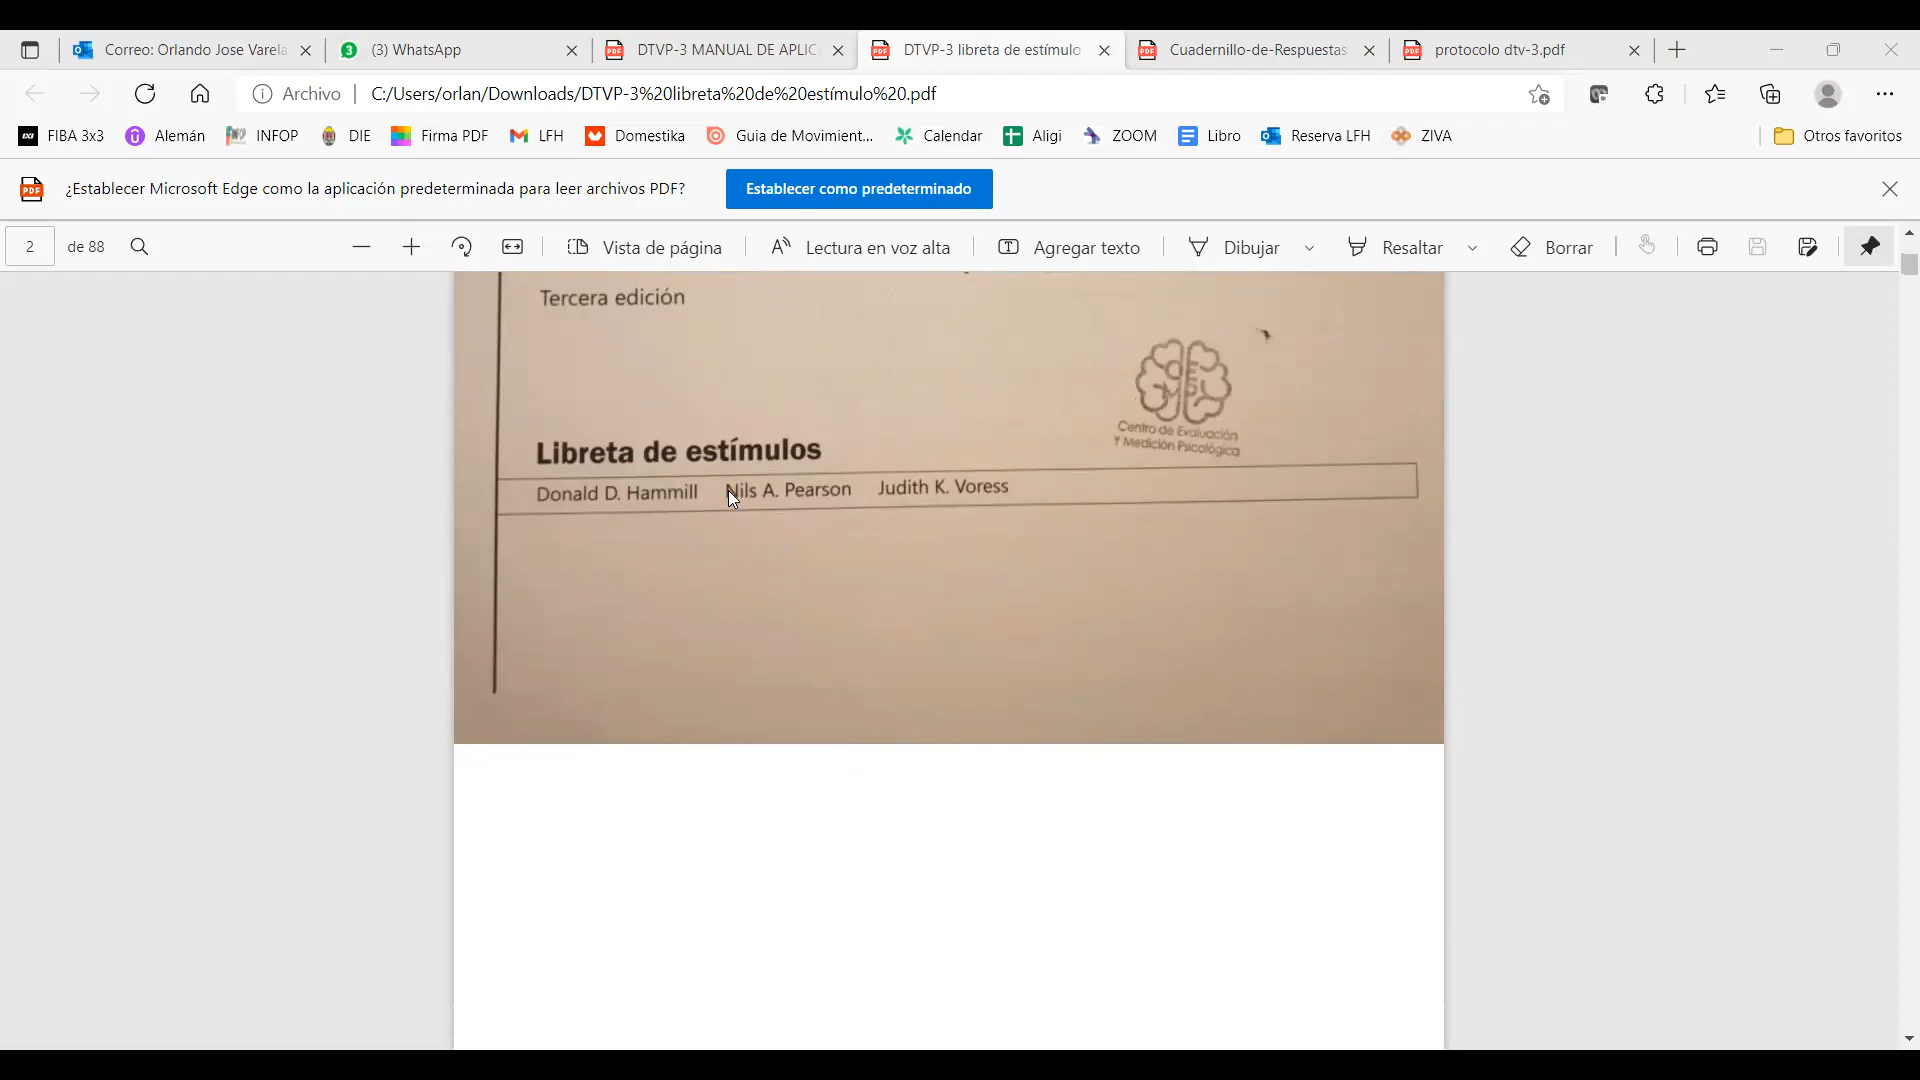 Correo: Orlando Jose Varela
3 (3) WhatsApp
DTVP-3 MANUAL DE APLIC
DTVP-3 libreta de estímulo
Cuadernillo-de-Respuestas
protocolo dtv-3.pdf
Archivo C:/Users/orlan/Downloads/DTVP-3%20libreta%20de%20estímulo%20.pdf
FIBA 3x3 Alemán INFOP DIE Firma PDF LFH Domestika Guia de Movimient... Calendar Aligi ZOOM Libro Reserva LFH ZIVA Otros favoritos
PDF ¿Establecer Microsoft Edge como la aplicación predeterminada para leer archivos PDF? Establecer como predeterminado
2 de 88 Vista de página Lectura en voz alta Agregar texto Dibujar Resaltar Borrar
Tercera edición
Centro de Evaluación
Y Medición Psicológica
Libreta de estímulos
Donald D. Hammill Nils A. Pearson Judith K. Voress